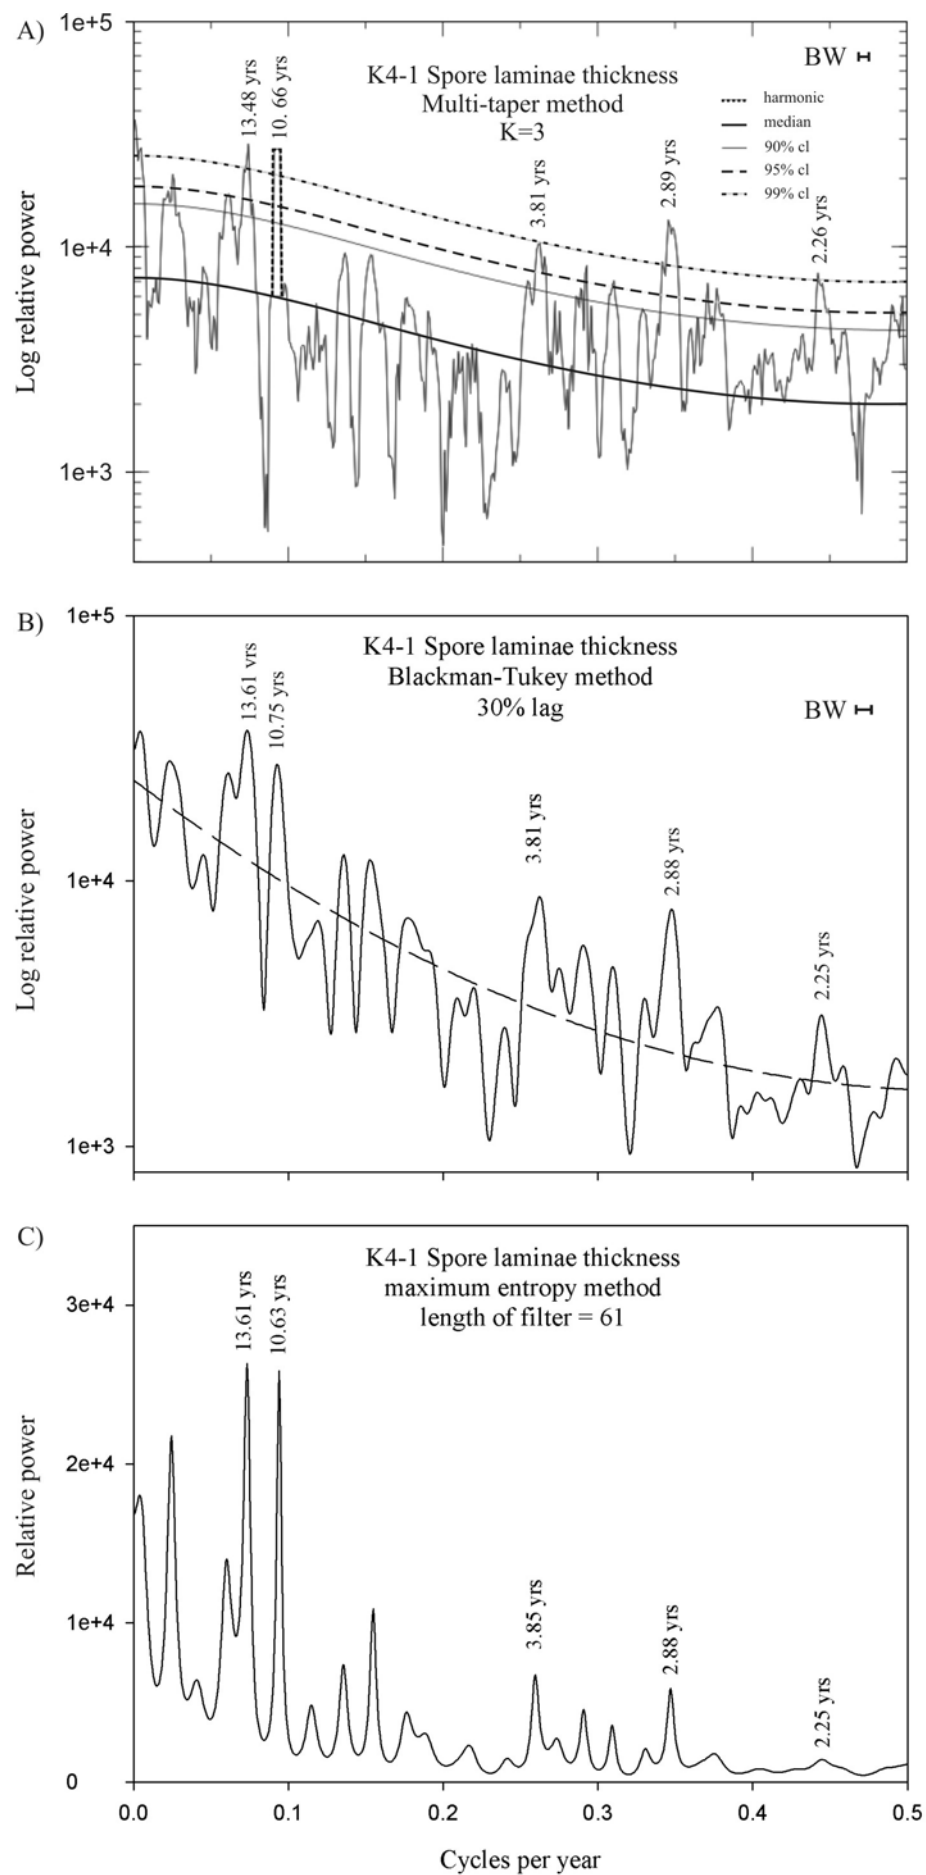 A)
1e+5
1e+4
1e+3
Log relative power
13.48 yrs
10. 66 yrs
K4-1 Spore laminae thickness
Multi-taper method
K=3
BW
harmonic
median
90% cl
95% cl
99% cl
3.81 yrs
2.89 yrs
2.26 yrs
B)
1e+5
1e+4
1e+3
Log relative power
13.61 vrs
10.75 yrs
K4-1 Spore laminae thickness
Blackman-Tukey method
30% lag
BW
3.81 yrs
2.88 yrs
2.25 yrs
C)
3e+4
2e+4
1e+4
0
Relative power
13.61 yrs
10.63 yrs
K4-1 Spore laminae thickness
maximum entropy method
length of filter = 61
3.85 yrs
2.88 yrs
2.25 yrs
0.0 0.1 0.2 0.3 0.4 0.5
Cycles per year